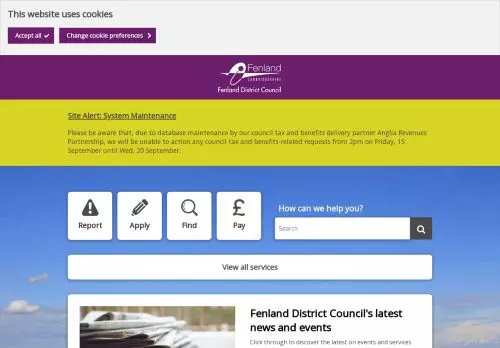 This website uses cookies
Accept all
Change cookie preferences
Fenland
CAMBRIDGESHIRE
Fenland District Council
Site Alert: System Maintenance
Please be aware that, due to database maintenance by our council tax and benefits delivery partner Anglia Revenues
Partnership, we will be unable to action any council tax and benefits-related requests from 2pm on Friday, 15
September until Wed, 20 September.
How can we help you?
Report
Apply
Find
£
Pay
Search
View all services
Fenland District Council's latest
news and events
Click through to discover the latest on events and services